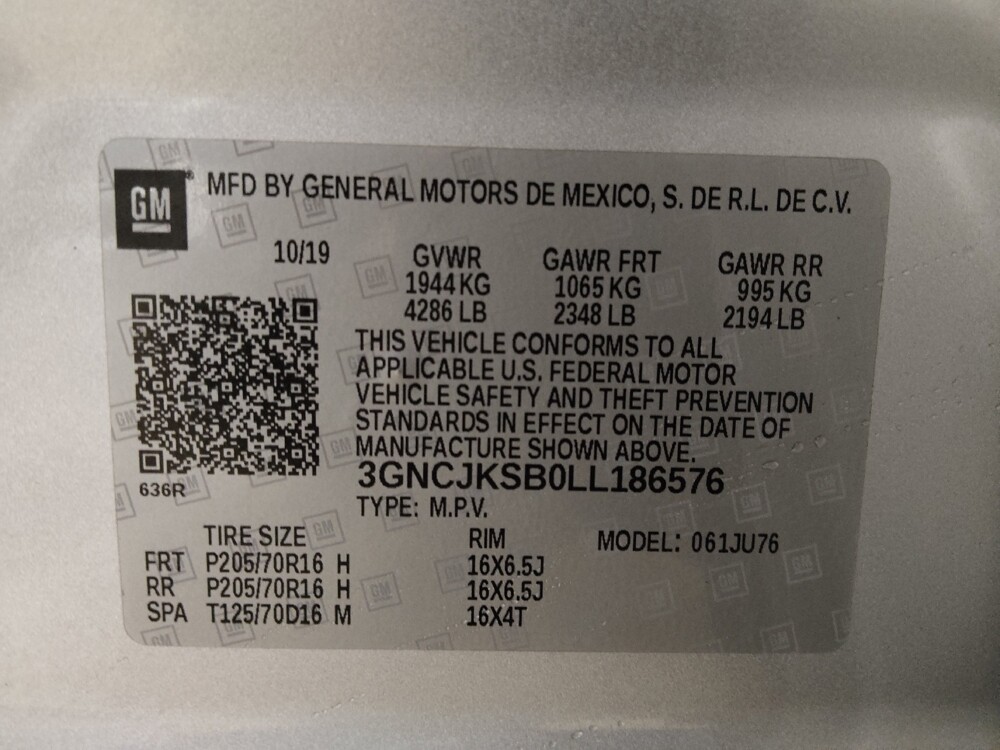 GM
MFD BY GENERAL MOTORS DE MEXICO, S. DE R.L. DE C.V.
10/19 GVWR GAWR FRT GAWR RR
1944 KG 1065 KG 995 KG
4286 LB 2348 LB 2194 LB
THIS VEHICLE CONFORMS TO ALL
APPLICABLE U.S. FEDERAL MOTOR
VEHICLE SAFETY AND THEFT PREVENTION
STANDARDS IN EFFECT ON THE DATE OF
MANUFACTURE SHOWN ABOVE.
3GNCJKSB0LL186576
636R
TYPE: M.P.V.
TIRE SIZE RIM MODEL: 061JU76
FRT P205/70R16 H 16X6.5J
RR P205/70R16 H 16X6.5J
SPA T125/70D16 M 16X4T